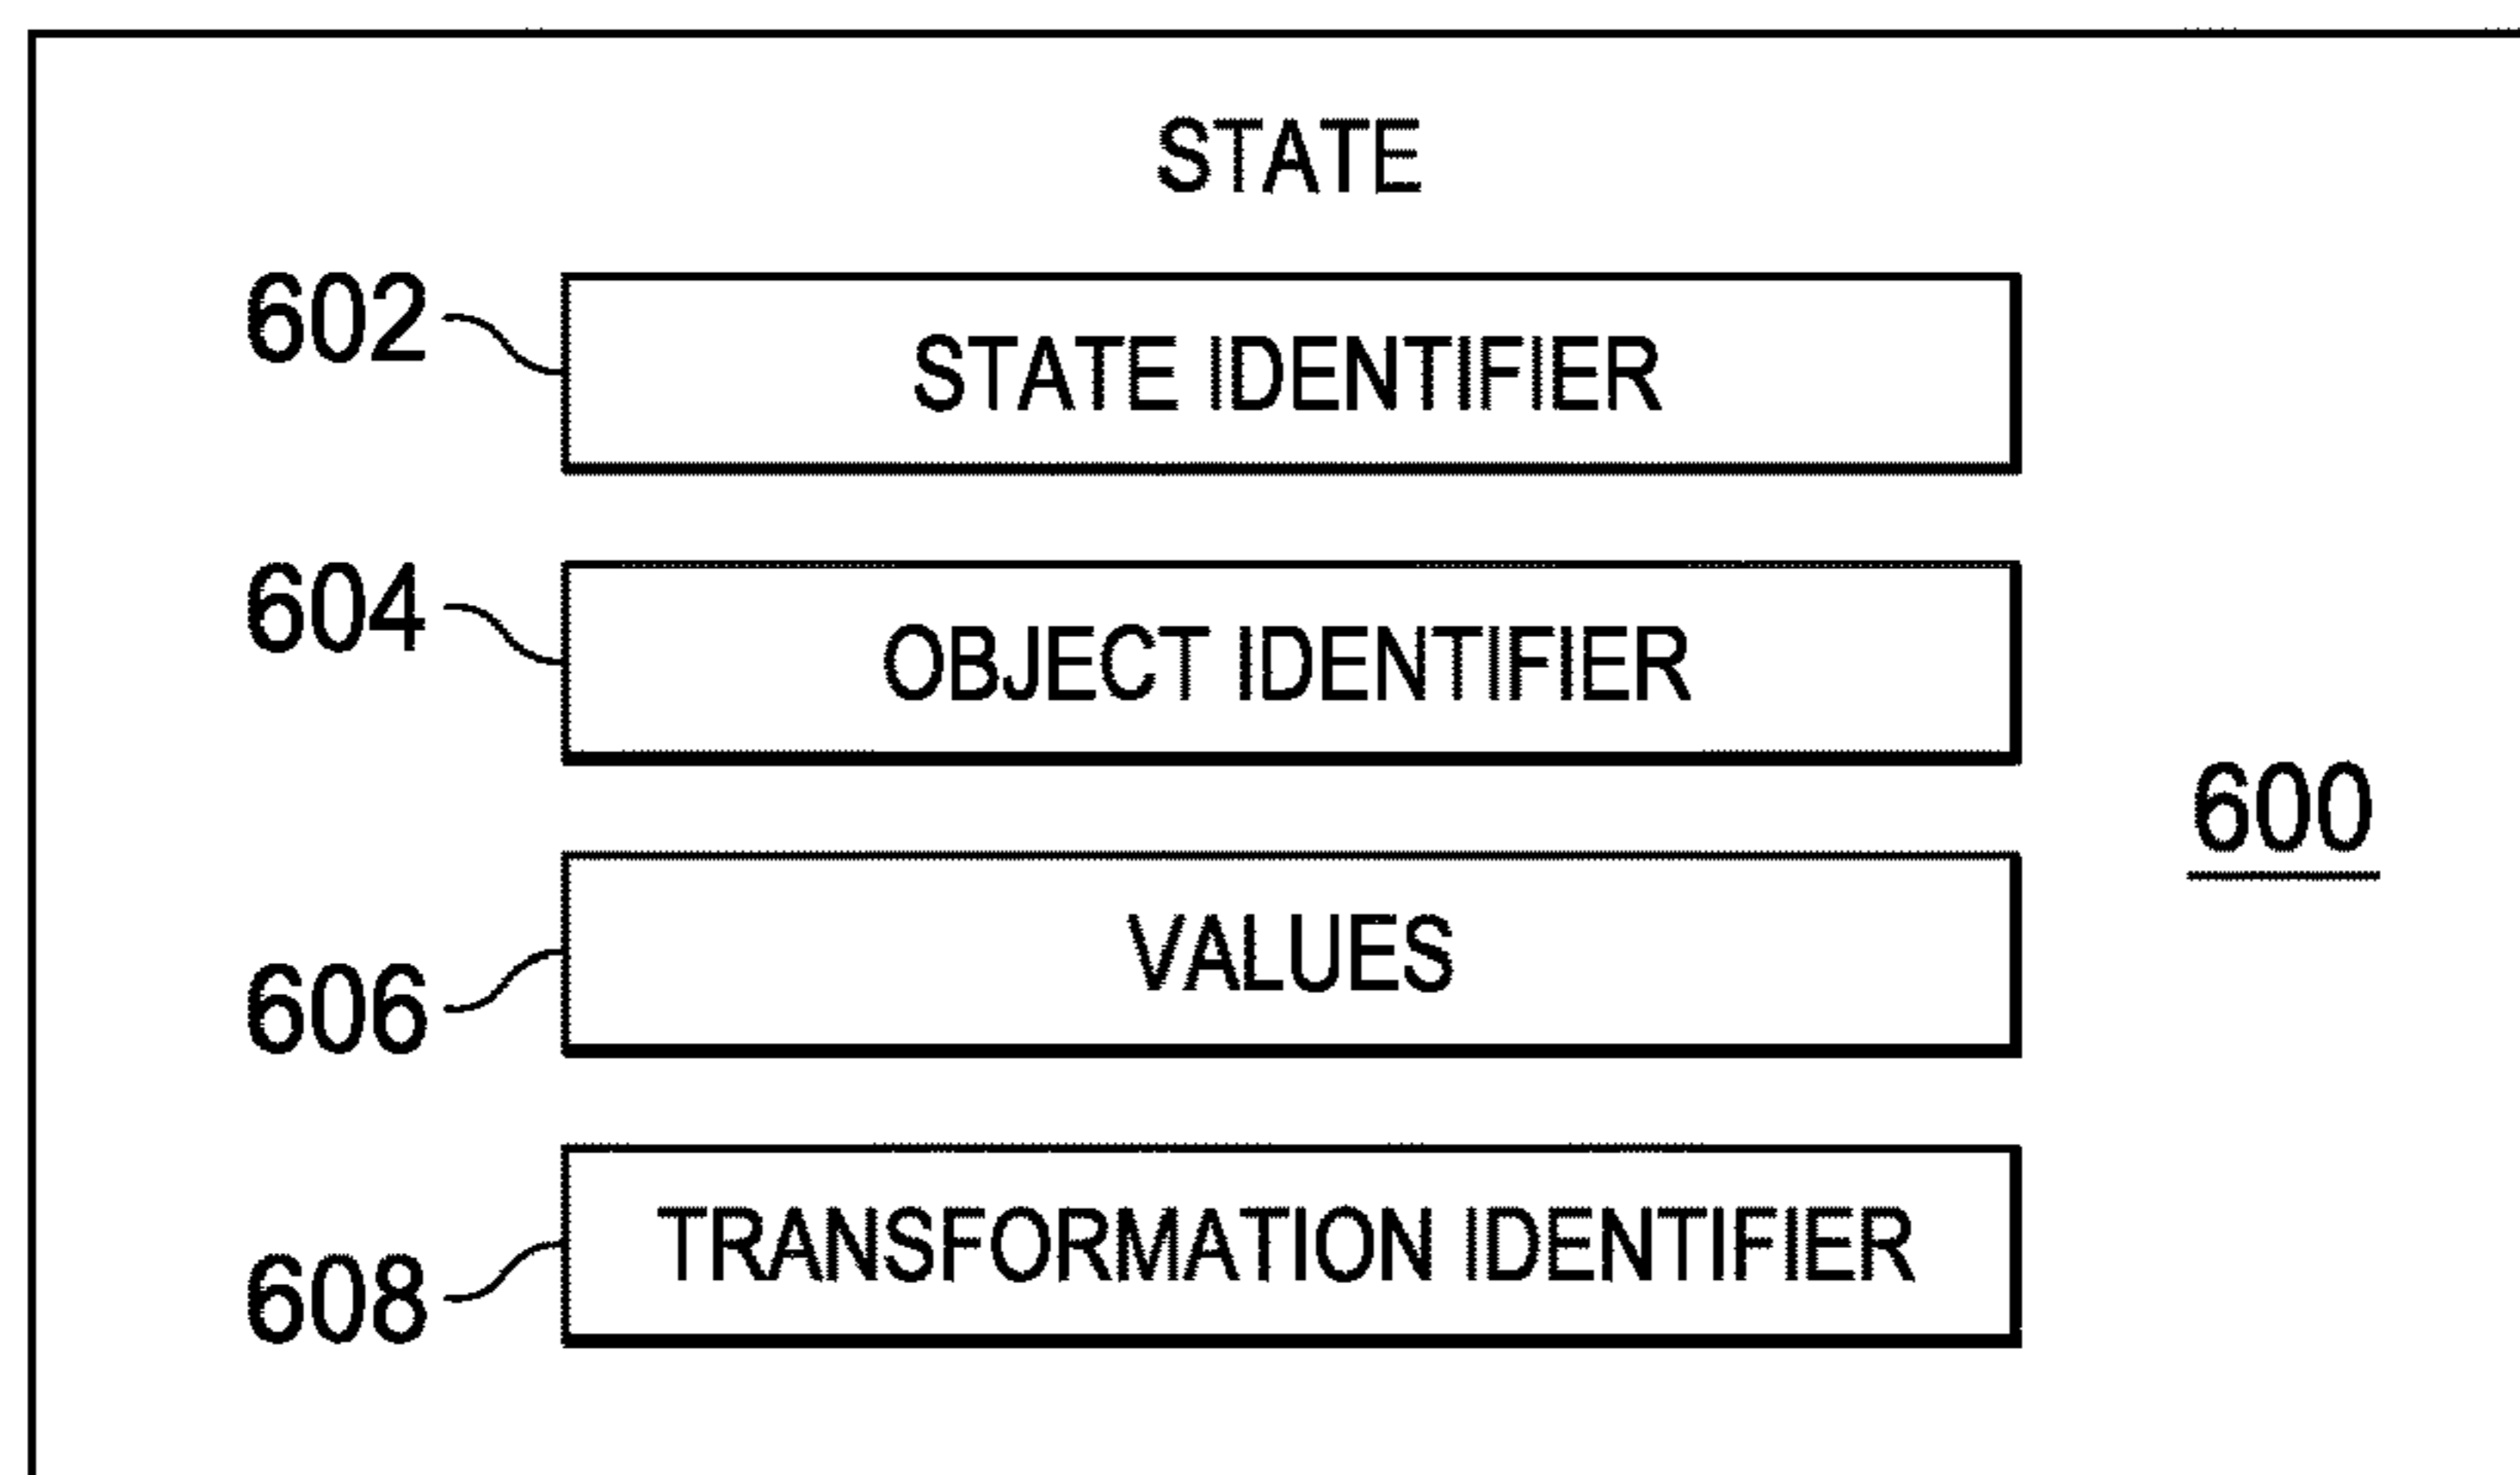 STATE
602
STATE IDENTIFIER
604
OBJECT IDENTIFIER
600
606
VALUES
608
TRANSFORMATION IDENTIFIER